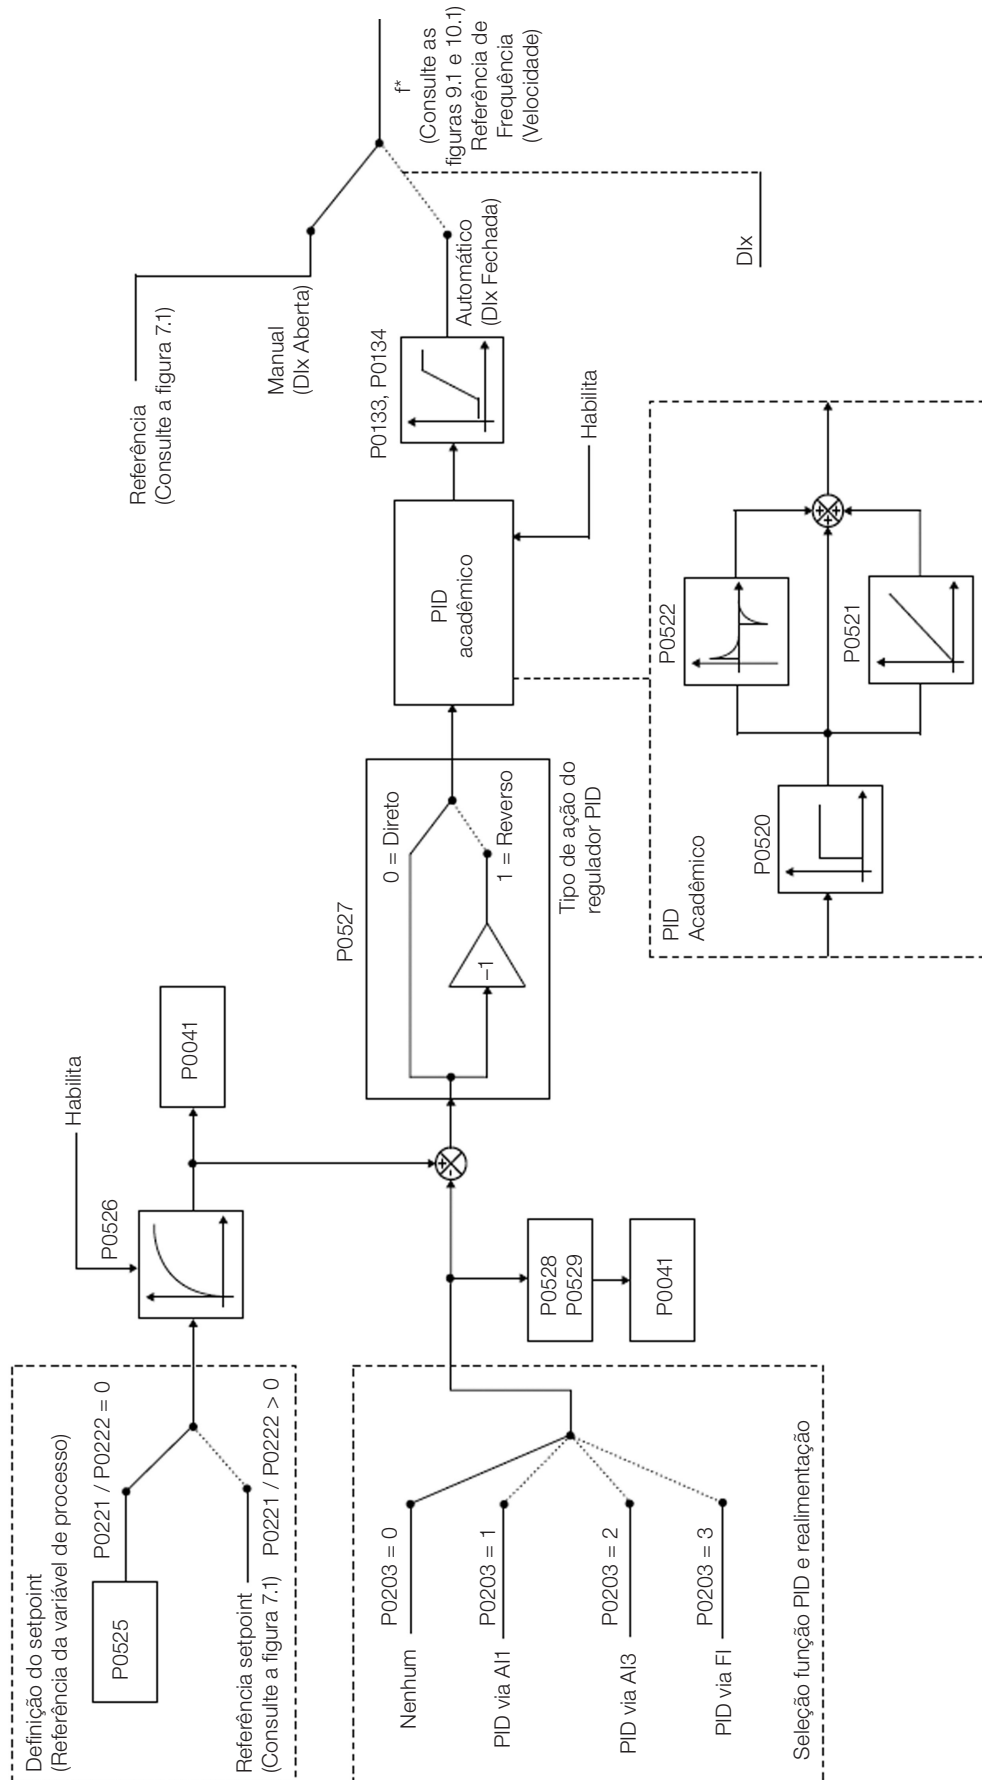 Definição do setpoint
(Referência da variável de processo)
P0525
P0221 / P0222 = 0
Referência setpoint
(Consulte a figura 7.1)
P0221 / P0222 > 0
Habilita
P0526
P0041
Nenhum
P0203 = 0
PID via AI1
P0203 = 1
PID via AI3
P0203 = 2
PID via FI
P0203 = 3
Seleção função PID e realimentação
P0528
P0529
P0041
+
-
P0527
0 = Direto
-1
1 = Reverso
Tipo de ação do
regulador PID
PID
acadêmico
Habilita
P0133, P0134
Referência
(Consulte a figura 7.1)
Manual
(DIx Aberta)
Automático
(DIx Fechada)
f*
(Consulte as
figuras 9.1 e 10.1)
Referência de
Frequência
(Velocidade)
DIx
PID
Acadêmico
P0520
P0522
P0521
+
+
+